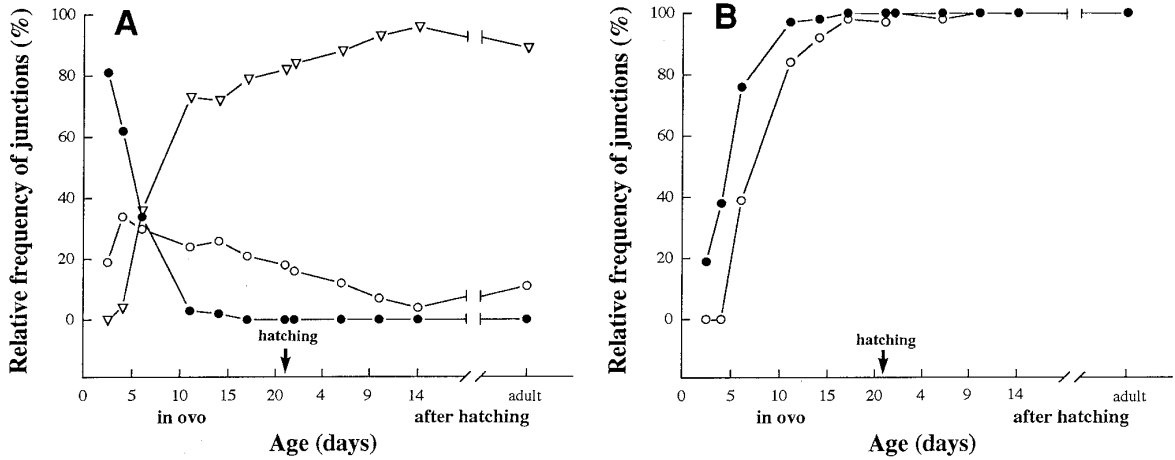 A
Relative frequency of junctions (%)
100
80
60
40
20
0
hatching
0 5 10 15 20 4 9 14 adult
in ovo after hatching
Age (days)
B
Relative frequency of junctions (%)
100
80
60
40
20
0
hatching
0 5 10 15 20 4 9 14 adult
in ovo after hatching
Age (days)